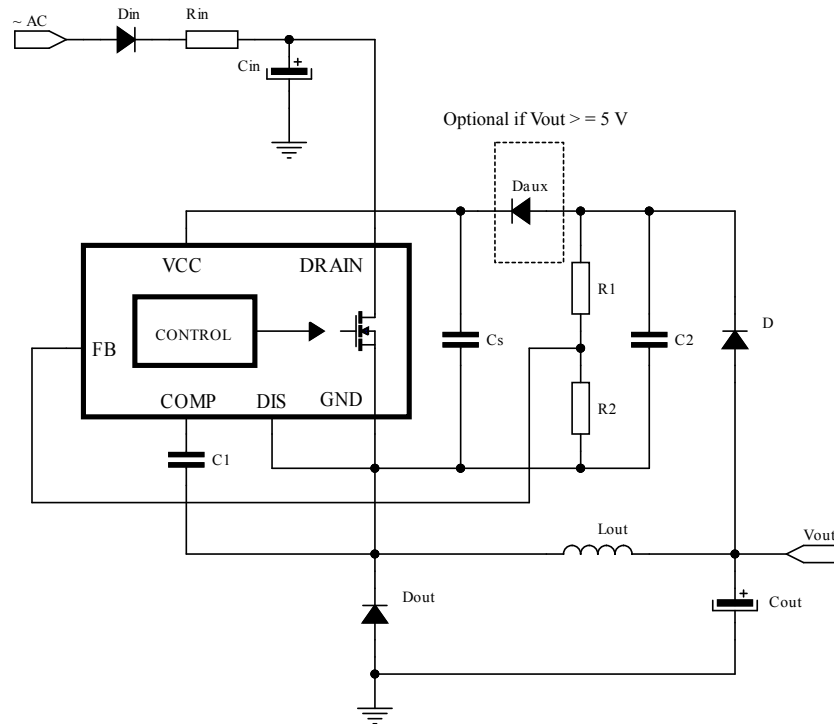 ~ AC
Din
Rin
Cin
+
Optional if Vout > = 5 V
Daux
VCC
DRAIN
R1
CONTROL
Cs
C2
D
FB
COMP
DIS
GND
R2
C1
Lout
Vout
Dout
+
Cout